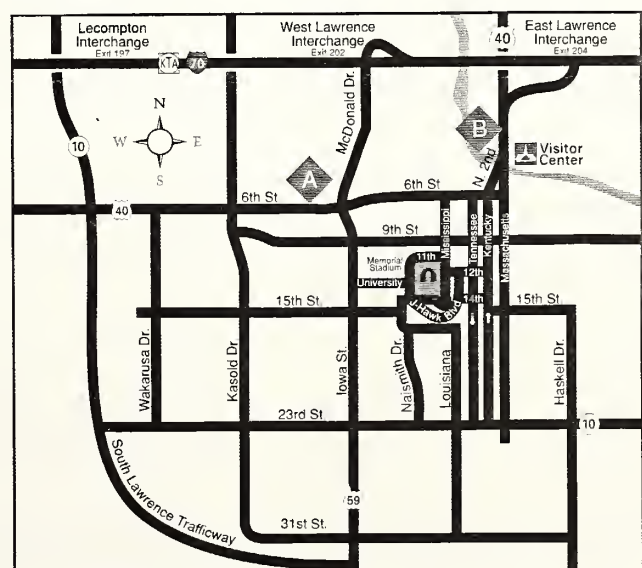 Lecompton
Interchange
Exit 197
West Lawrence
Interchange
Exit 202
40
East Lawrence
Interchange
Exit 204
KTA
70
McDonald Dr.
10
N
W
E
S
A
B
N. 2nd
Visitor
Center
6th St
6th St
40
9th St
Mississippi
Tennessee
Kentucky
Massachusetts
Memorial
Stadium
11th
12th
University
14th
15th St.
J-Hawk Blvd
15th St.
Wakarusa Dr.
Kasold Dr.
Iowa St.
Naismith Dr.
Louisiana
Haskell Dr.
23rd St.
10
South Lawrence Trafficway
59
31st St.